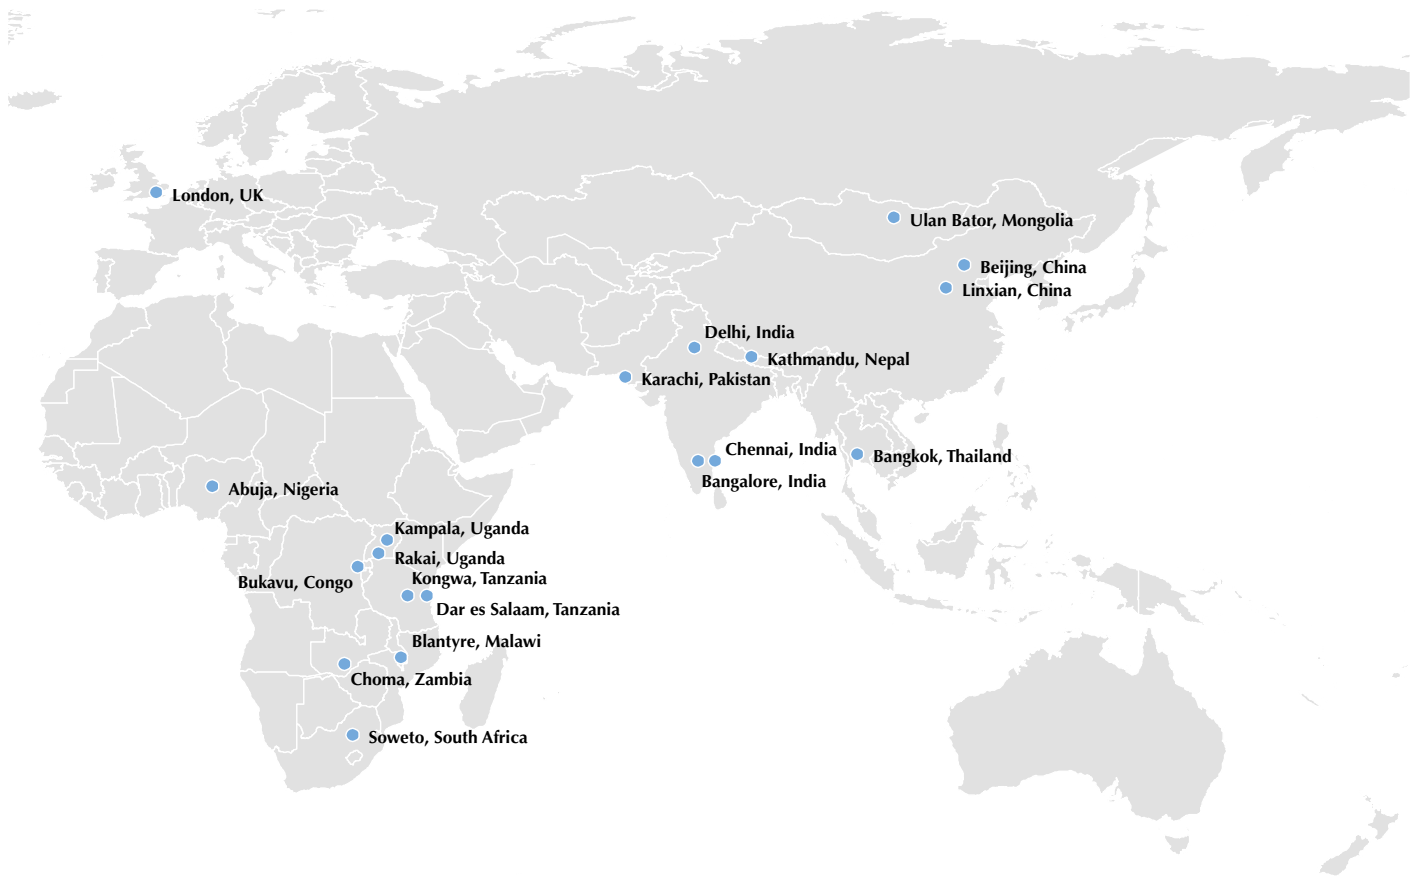 London, UK
Ulan Bator, Mongolia
Beijing, China
Linxian, China
Delhi, India
Kathmandu, Nepal
Karachi, Pakistan
Chennai, India
Bangkok, Thailand
Bangalore, India
Abuja, Nigeria
Kampala, Uganda
Rakai, Uganda
Kongwa, Tanzania
Bukavu, Congo
Dar es Salaam, Tanzania
Blantyre, Malawi
Choma, Zambia
Soweto, South Africa